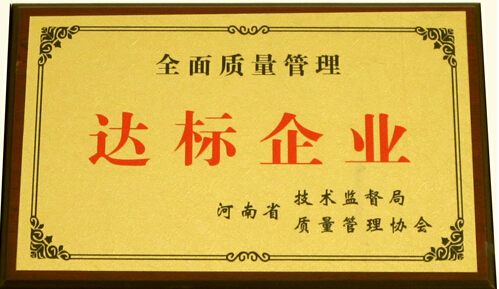 全面质量管理
达标企业
河南省 技术监督局
质量管理协会